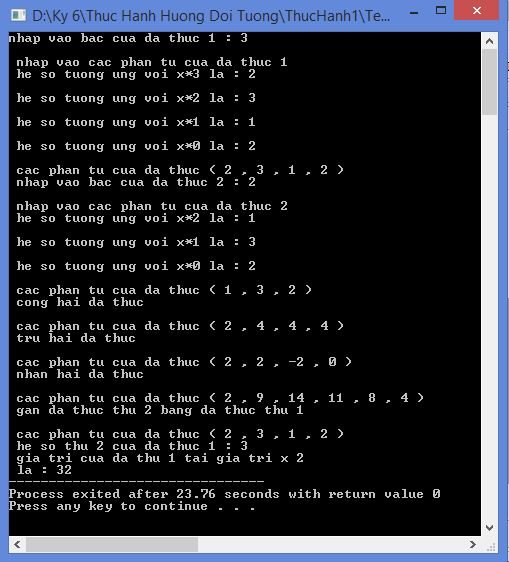 D:\Ky 6\Thuc Hanh Huong Doi Tuong\ThucHanh1\Te...
nhap vao bac cua da thuc 1 : 3
nhap vao cac phan tu cua da thuc 1
he so tuong ung voi x*3 la : 2
he so tuong ung voi x*2 la : 3
he so tuong ung voi x*1 la : 1
he so tuong ung voi x*0 la : 2
cac phan tu cua da thuc ( 2 , 3 , 1 , 2 )
nhap vao bac cua da thuc 2 : 2
nhap vao cac phan tu cua da thuc 2
he so tuong ung voi x*2 la : 1
he so tuong ung voi x*1 la : 3
he so tuong ung voi x*0 la : 2
cac phan tu cua da thuc ( 1 , 3 , 2 )
cong hai da thuc
cac phan tu cua da thuc ( 2 , 4 , 4 , 4 )
tru hai da thuc
cac phan tu cua da thuc ( 2 , 2 , -2 , 0 )
nhan hai da thuc
cac phan tu cua da thuc ( 2 , 9 , 14 , 11 , 8 , 4 )
gan da thuc thu 2 bang da thuc thu 1
cac phan tu cua da thuc ( 2 , 3 , 1 , 2 )
he so thu 2 cua da thuc 1 : 3
gia tri cua da thu 1 tai gia tri x 2
la : 32
--------------------------------
Process exited after 23.76 seconds with return value 0
Press any key to continue . . .